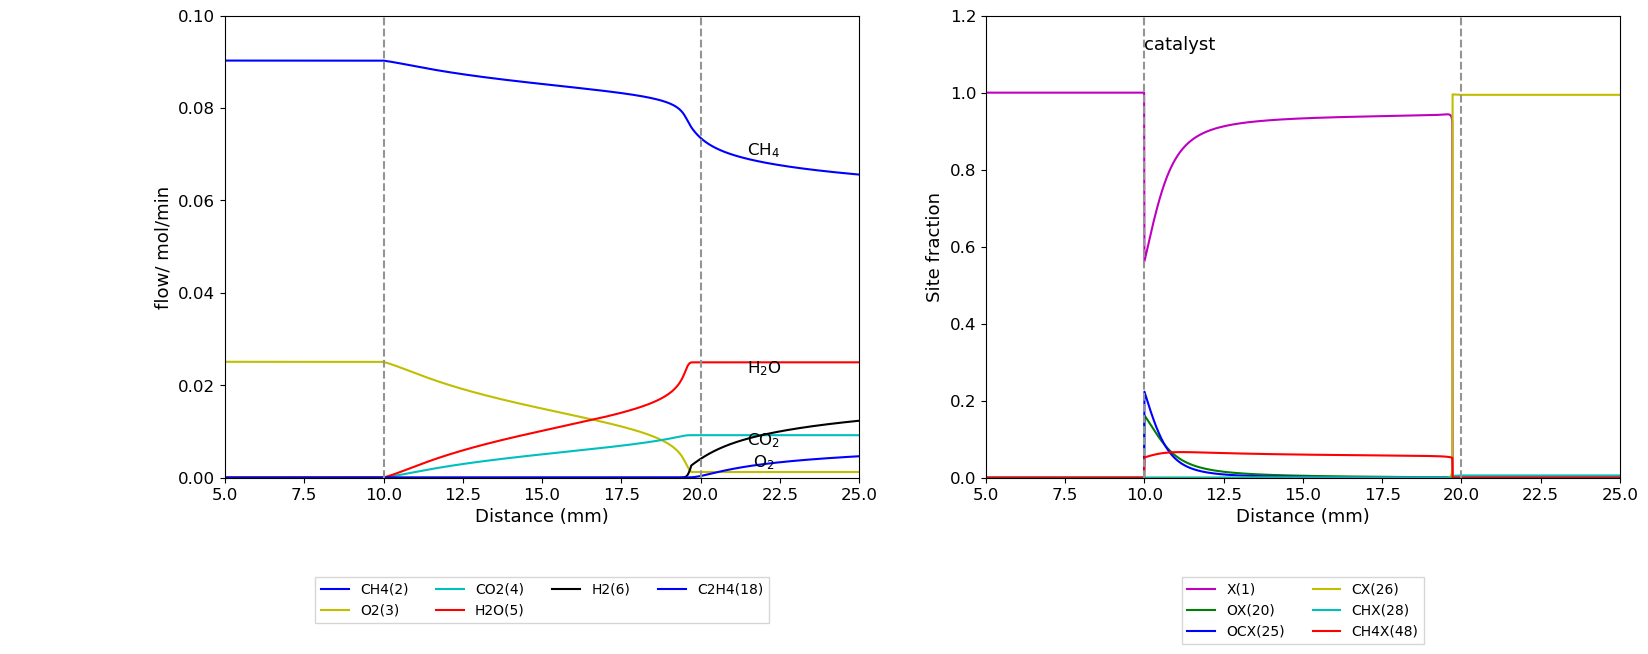 0.10
0.08
0.06
0.04
0.02
0.00
flow/ mol/min
CH₄
H₂O
CO₂
O₂
5.0 7.5 10.0 12.5 15.0 17.5 20.0 22.5 25.0
Distance (mm)
CH4(2) CO2(4) H2(6) C2H4(18)
O2(3) H2O(5)
1.2
1.0
0.8
0.6
0.4
0.2
0.0
Site fraction
catalyst
5.0 7.5 10.0 12.5 15.0 17.5 20.0 22.5 25.0
Distance (mm)
X(1) CX(26)
OX(20) CHX(28)
OCX(25) CH4X(48)